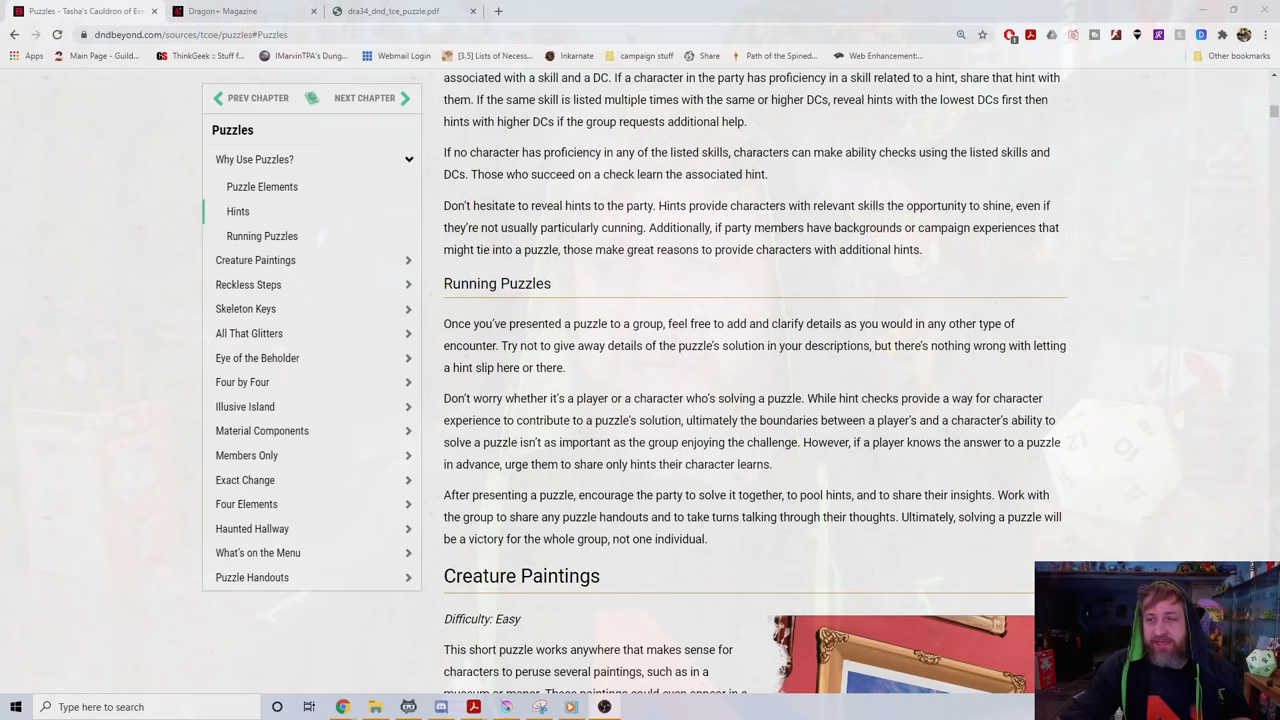 Puzzles - Tasha's Cauldron of Eve
Dragon+ Magazine
dra34_dnd_tce_puzzle.pdf
dndbeyond.com/sources/tcoe/puzzles#Puzzles
Apps
Main Page - Guild...
ThinkGeek :: Stuff f...
IMarvinTPA's Dung...
Webmail Login
[3.5] Lists of Necess...
Inkarnate
campaign stuff
Share
Path of the Spined...
Web Enhancement:...
Other bookmarks
PREV CHAPTER
NEXT CHAPTER
Puzzles
Why Use Puzzles?
Puzzle Elements
Hints
Running Puzzles
Creature Paintings
Reckless Steps
Skeleton Keys
All That Glitters
Eye of the Beholder
Four by Four
Illusive Island
Material Components
Members Only
Exact Change
Four Elements
Haunted Hallway
What's on the Menu
Puzzle Handouts
associated with a skill and a DC. If a character in the party has proficiency in a skill related to a hint, share that hint with
them. If the same skill is listed multiple times with the same or higher DCs, reveal hints with the lowest DCs first then
hints with higher DCs if the group requests additional help.
If no character has proficiency in any of the listed skills, characters can make ability checks using the listed skills and
DCs. Those who succeed on a check learn the associated hint.
Don't hesitate to reveal hints to the party. Hints provide characters with relevant skills the opportunity to shine, even if
they're not usually particularly cunning. Additionally, if party members have backgrounds or campaign experiences that
might tie into a puzzle, those make great reasons to provide characters with additional hints.
Running Puzzles
Once you've presented a puzzle to a group, feel free to add and clarify details as you would in any other type of
encounter. Try not to give away details of the puzzle's solution in your descriptions, but there's nothing wrong with letting
a hint slip here or there.
Don't worry whether it's a player or a character who's solving a puzzle. While hint checks provide a way for character
experience to contribute to a puzzle's solution, ultimately the boundaries between a player's and a character's ability to
solve a puzzle isn't as important as the group enjoying the challenge. However, if a player knows the answer to a puzzle
in advance, urge them to share only hints their character learns.
After presenting a puzzle, encourage the party to solve it together, to pool hints, and to share their insights. Work with
the group to share any puzzle handouts and to take turns talking through their thoughts. Ultimately, solving a puzzle will
be a victory for the whole group, not one individual.
Creature Paintings
Difficulty: Easy
This short puzzle works anywhere that makes sense for
characters to peruse several paintings, such as in a
museum or manor. These paintings could even appear in a
Type here to search